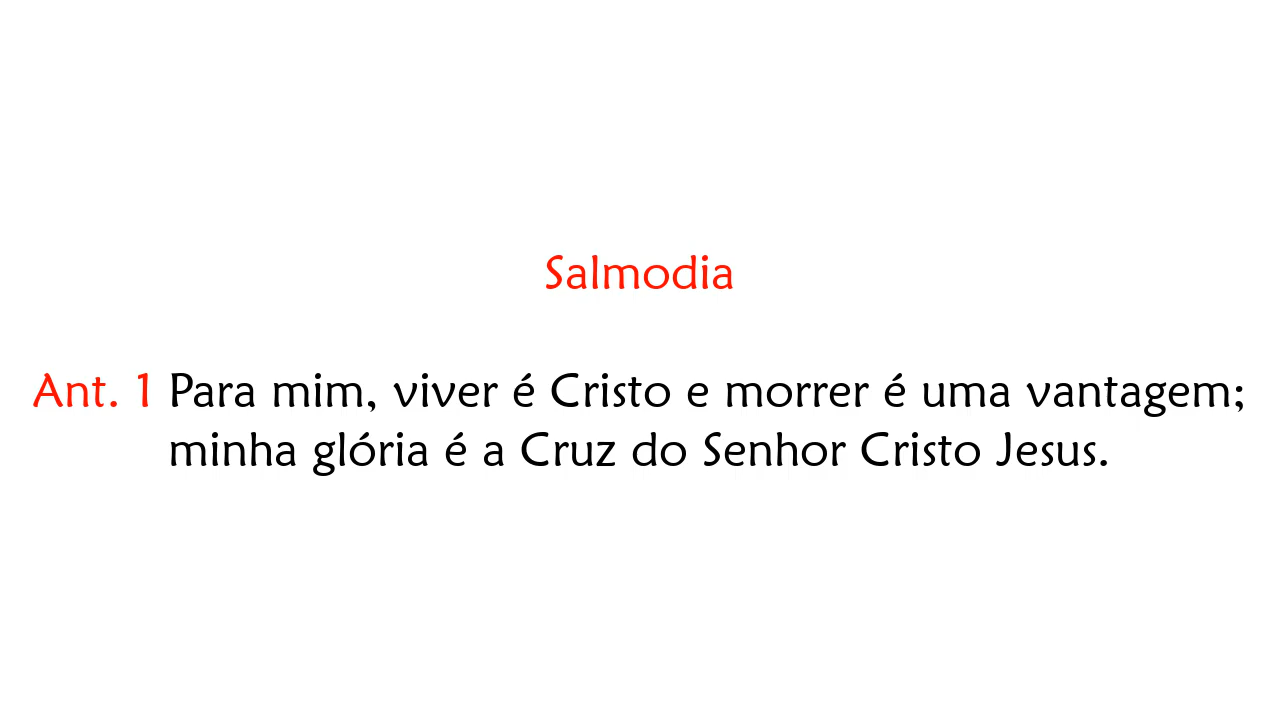 Salmodia
Ant. 1 Para mim, viver é Cristo e morrer é uma vantagem;
minha glória é a Cruz do Senhor Cristo Jesus.